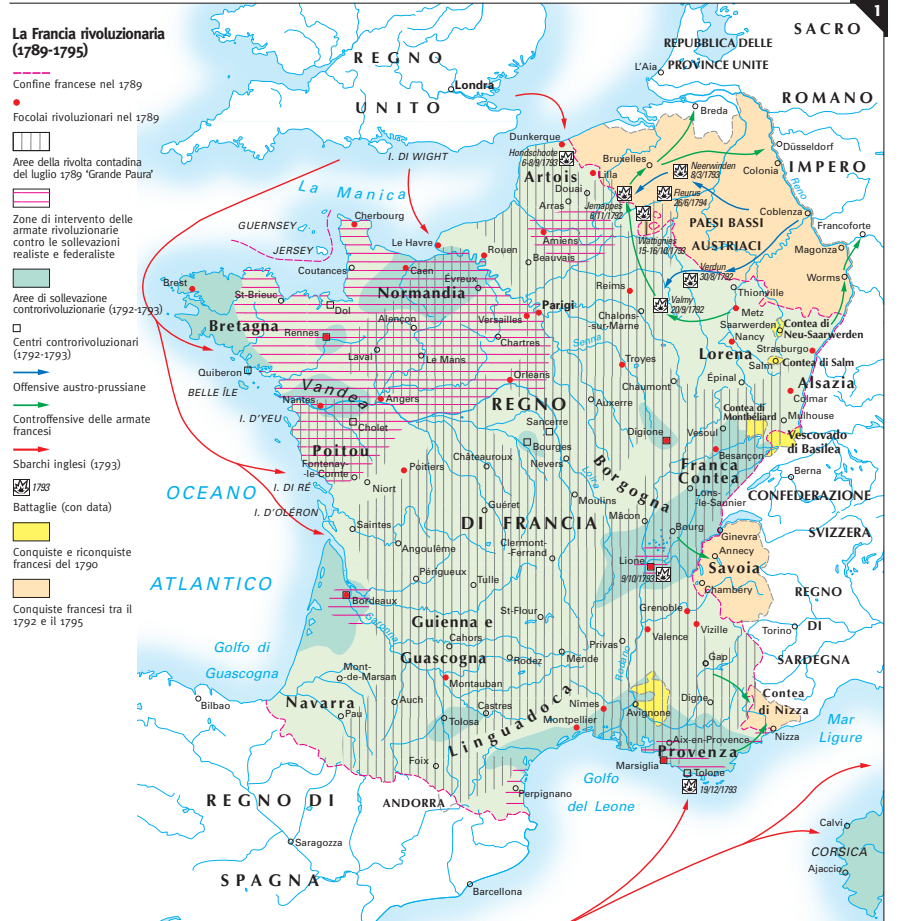 1
La Francia rivoluzionaria
(1789-1795)
Confine francese nel 1789
Focolai rivoluzionari nel 1789
Aree della rivolta contadina
del luglio 1789 ‘Grande Paura’
Zone di intervento delle
armate rivoluzionarie
contro le sollevazioni
realiste e federaliste
Aree di sollevazione
controrivoluzionaria (1792-1793)
Centri controrivoluzionari
(1792-1793)
Offensive austro-prussiane
Controffensive delle armate
francesi
Sbarchi inglesi (1793)
1793
Battaglie (con data)
Conquiste e riconquiste
francesi del 1790
Conquiste francesi tra il
1792 e il 1795
SACRO
ROMANO
IMPERO
REPUBBLICA DELLE
PROVINCE UNITE
L'Aia
REGNO
UNITO
Londra
I. DI WIGHT
La Manica
GUERNSEY
JERSEY
Breda
Düsseldorf
Colonia
Reno
Coblenza
Francoforte
Magonza
Worms
Dunkerque
Hondschoote
6-8/9/1793
Bruxelles
Neerwinden
8/3/1793
Lilla
Artois
Douai
Arras
Jemappes
6/11/1792
Fleurus
26/6/1794
Wattignies
15-16/10/1793
PAESI BASSI
AUSTRIACI
Verdun
30/8/1792
Valmy
20/9/1792
Thionville
Cherbourg
Le Havre
Rouen
Amiens
Beauvais
Coutances
Caen
Évreux
Normandia
Reims
Chalons-
-sur-Marne
Metz
Saarwerden
Nancy
Contea di
Neu-Saarwerden
Strasburgo
Salm
Contea di Salm
Lorena
Alsazia
Colmar
Mulhouse
Épinal
Brest
St-Brieuc
Dol
Bretagna
Rennes
Alençon
Versailles
Parigi
Chartres
Senna
Troyes
Chaumont
Laval
Le Mans
Quiberon
BELLE ÎLE
Vandea
Nantes
Angers
Orléans
REGNO
Auxerre
I. D'YEU
Cholet
Sancerre
Bourges
Nevers
Digione
Contea di
Montbéliard
Vesoul
Besançon
Vescovado
di Basilea
Berna
Poitou
Fontenay-
-le-Comte
Poitiers
Châteauroux
Loira
Borgogna
Franca
Contea
Lons-
-le-Saunier
CONFEDERAZIONE
SVIZZERA
OCEANO
ATLANTICO
I. DI RÉ
I. D'OLÉRON
Niort
Guéret
Moulins
Mâcon
Bourg
Saintes
DI FRANCIA
Ginevra
Annecy
Savoia
Chambéry
Angoulême
Clermont-
-Ferrand
Lione
9/10/1793
Périgueux
Tulle
Bordeaux
St-Flour
Grenoble
Vizille
Valence
REGNO
DI
SARDEGNA
Torino
Guienna e
Guascogna
Garonna
Cahors
Rodez
Mende
Privas
Rodano
Gap
Golfo di
Guascogna
Mont-
-de-Marsan
Montauban
Digne
Contea
di Nizza
Nizza
Bilbao
Navarra
Pau
Auch
Tolosa
Castres
Linguadoca
Nîmes
Montpellier
Avignone
Aix-en-Provence
Provenza
Marsiglia
Tolone
19/12/1793
Mar
Ligure
Foix
Perpignano
Golfo
del Leone
REGNO DI
SPAGNA
ANDORRA
Saragozza
Barcellona
Calvi
CORSICA
Ajaccio